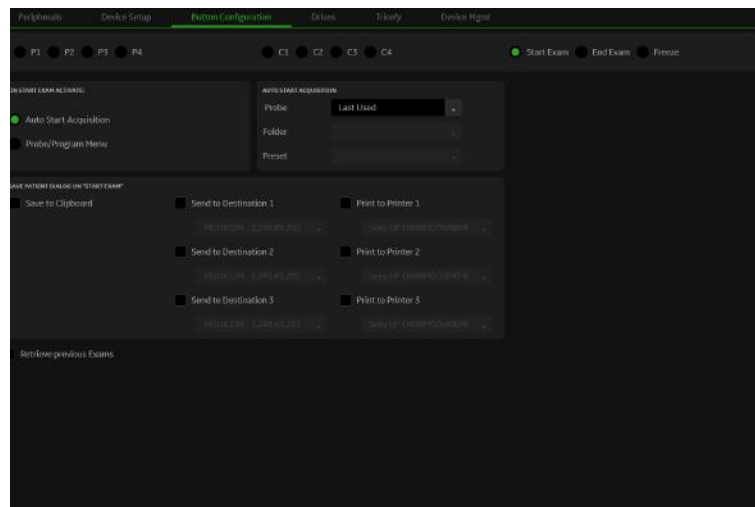 Peripherals Device Setup Button Configuration Drives Tricefy Device Mgmt
P1 P2 P3 P4 C1 C2 C3 C4 Start Exam End Exam Freeze
ON START EXAM ACTIVATE: AUTO START ACQUISITION
Probe Last Used
Auto Start Acquisition
Folder
Probe/Program Menu
Preset
SAVE PATIENT DIALOG ON "START EXAM"
Save to Clipboard Send to Destination 1 Print to Printer 1
Send to Destination 2 Print to Printer 2
Send to Destination 3 Print to Printer 3
Retrieve previous Exams